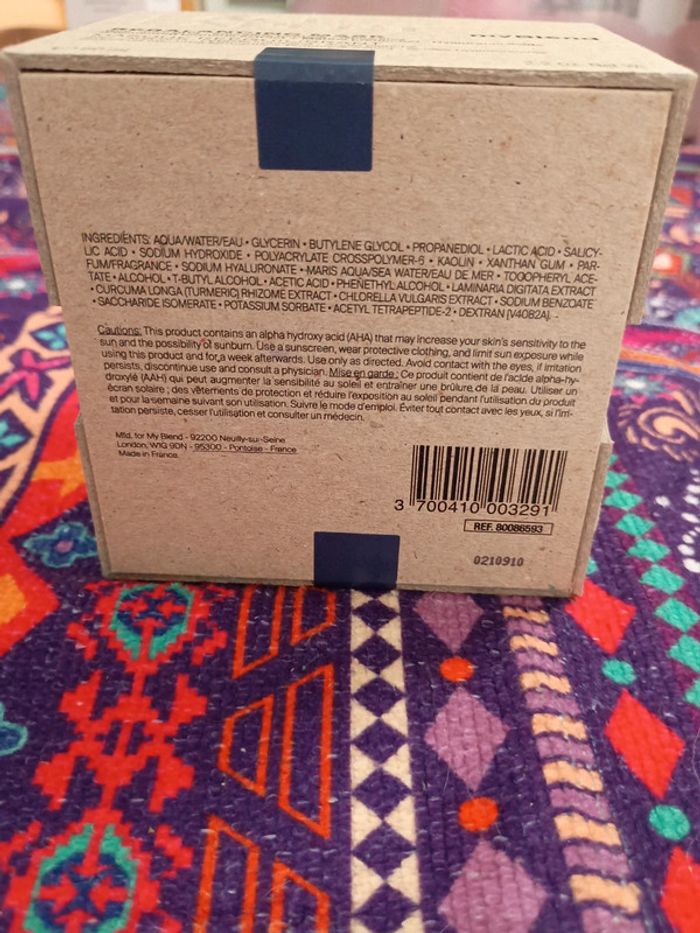 REBALANCING MASK
myBlend
INGREDIENTS: AQUA/WATER/EAU • GLYCERIN • BUTYLENE GLYCOL • PROPANEDIOL • LACTIC ACID • SALICY-
LIC ACID • SODIUM HYDROXIDE • POLYACRYLATE CROSSPOLYMER-6 • KAOLIN • XANTHAN GUM • PAR-
FUM/FRAGRANCE • SODIUM HYALURONATE • MARIS AQUA/SEA WATER/EAU DE MER • TOCOPHERYL ACE-
TATE • ALCOHOL • T-BUTYL ALCOHOL • ACETIC ACID • PHENETHYL ALCOHOL • LAMINARIA DIGITATA EXTRACT
• CURCUMA LONGA (TURMERIC) RHIZOME EXTRACT • CHLORELLA VULGARIS EXTRACT • SODIUM BENZOATE
• SACCHARIDE ISOMERATE • POTASSIUM SORBATE • ACETYL TETRAPEPTIDE-2 • DEXTRAN [V4082A].
Cautions: This product contains an alpha hydroxy acid (AHA) that may increase your skin's sensitivity to the
sun and the possibility of sunburn. Use a sunscreen, wear protective clothing, and limit sun exposure while
using this product and for a week afterwards. Use only as directed. Avoid contact with the eyes, if irritation
persists, discontinue use and consult a physician. Mise en garde : Ce produit contient de l'acide alpha-hy-
droxylé (AAH) qui peut augmenter la sensibilité au soleil et entraîner une brûlure de la peau. Utiliser un
écran solaire ; des vêtements de protection et réduire l'exposition au soleil pendant l'utilisation du produit
et pour la semaine suivant son utilisation. Suivre le mode d'emploi. Éviter tout contact avec les yeux, si l'irri-
tation persiste, cesser l'utilisation et consulter un médecin.
Mfd. for My Blend - 92200 Neuilly-su-Seine
London, W1G 9DN - 95300 - Pontoise - France
Made in France.
3 700410 003291
REF. 80086593
0210910